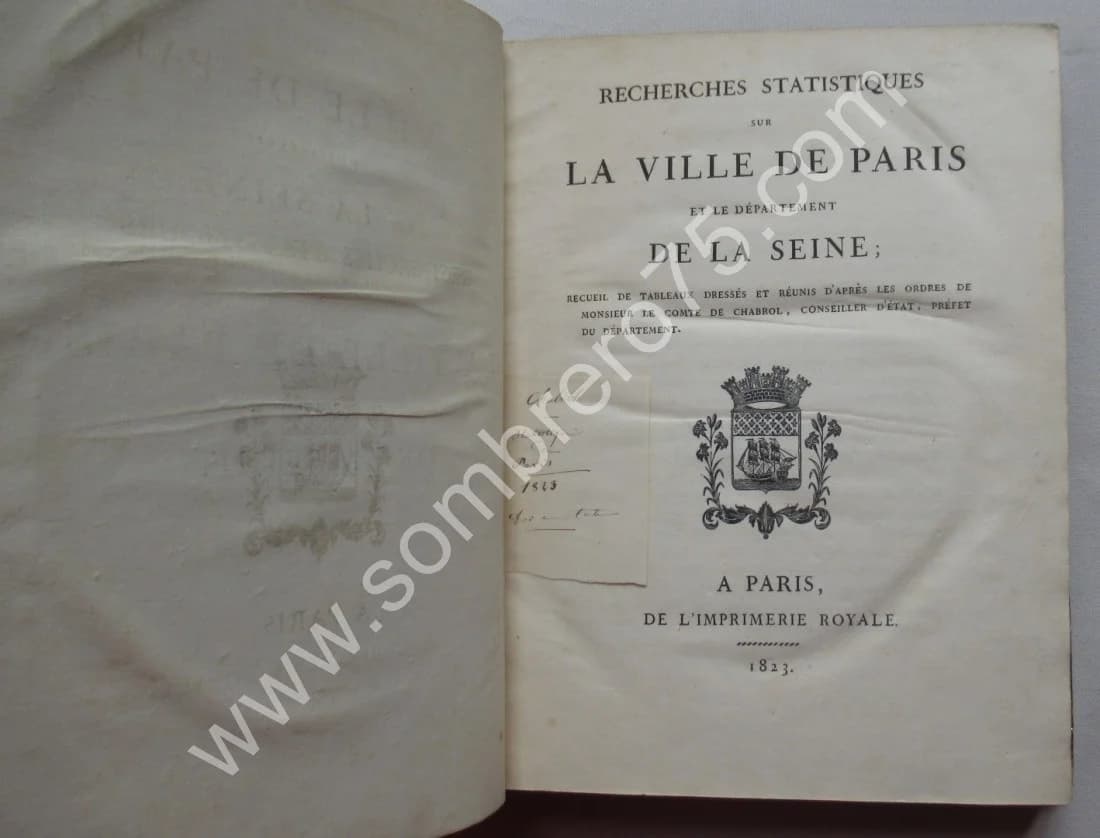 RECHERCHES STATISTIQUES
SUR
LA VILLE DE PARIS
ET LE DÉPARTEMENT
DE LA SEINE;
RECUEIL DE TABLEAUX DRESSÉS ET RÉUNIS D'APRÈS LES ORDRES DE
MONSIEUR LE COMTE DE CHABROL, CONSEILLER D'ÉTAT, PRÉFET
DU DÉPARTEMENT.
Paris
1823
A PARIS,
DE L'IMPRIMERIE ROYALE.
1823.
www.sombrero75.com